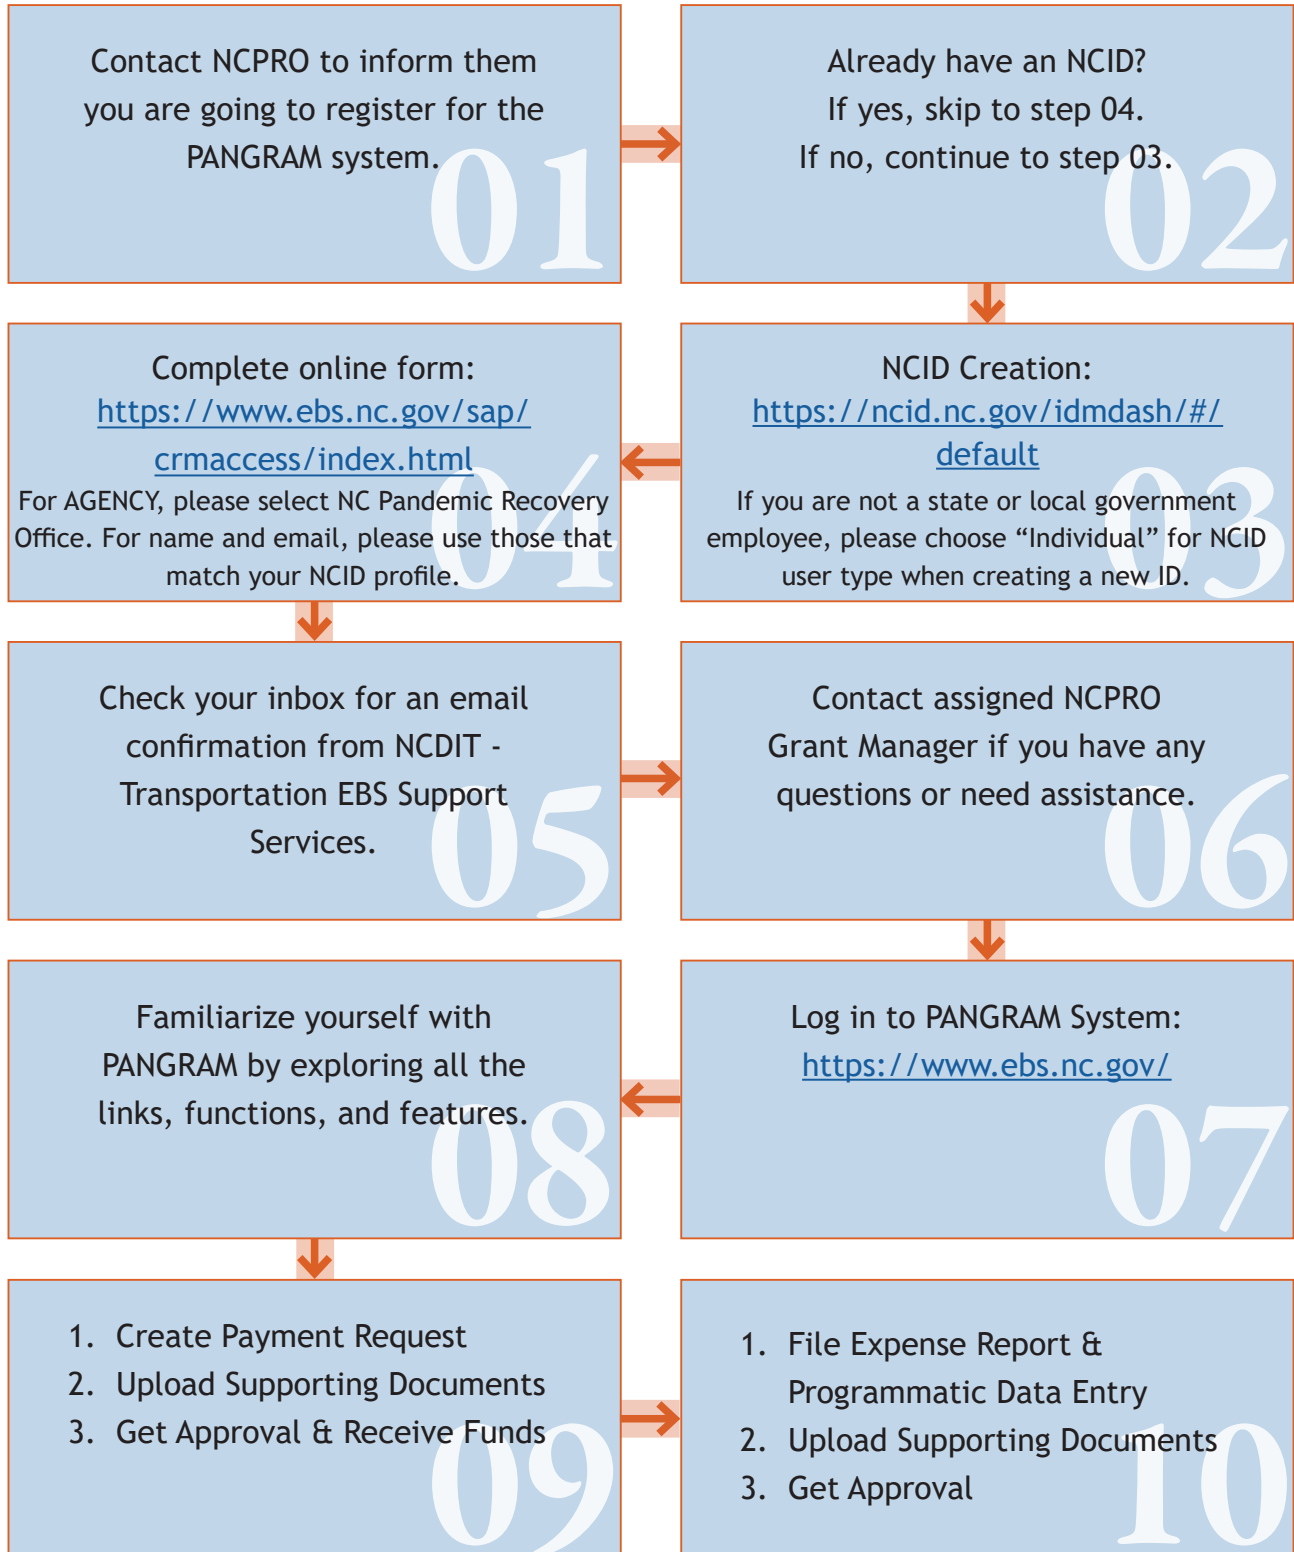 Contact NCPRO to inform them
you are going to register for the
PANGRAM system.
01
Already have an NCID?
If yes, skip to step 04.
If no, continue to step 03.
02
NCID Creation:
https://ncid.nc.gov/idmdash/#/
default
If you are not a state or local government
employee, please choose “Individual” for NCID
user type when creating a new ID.
03
Complete online form:
https://www.ebs.nc.gov/sap/
crmaccess/index.html
For AGENCY, please select NC Pandemic Recovery
Office. For name and email, please use those that
match your NCID profile.
04
Check your inbox for an email
confirmation from NCDIT -
Transportation EBS Support
Services.
05
Contact assigned NCPRO
Grant Manager if you have any
questions or need assistance.
06
Log in to PANGRAM System:
https://www.ebs.nc.gov/
07
Familiarize yourself with
PANGRAM by exploring all the
links, functions, and features.
08
1. Create Payment Request
2. Upload Supporting Documents
3. Get Approval & Receive Funds
09
1. File Expense Report &
Programmatic Data Entry
2. Upload Supporting Documents
3. Get Approval
10